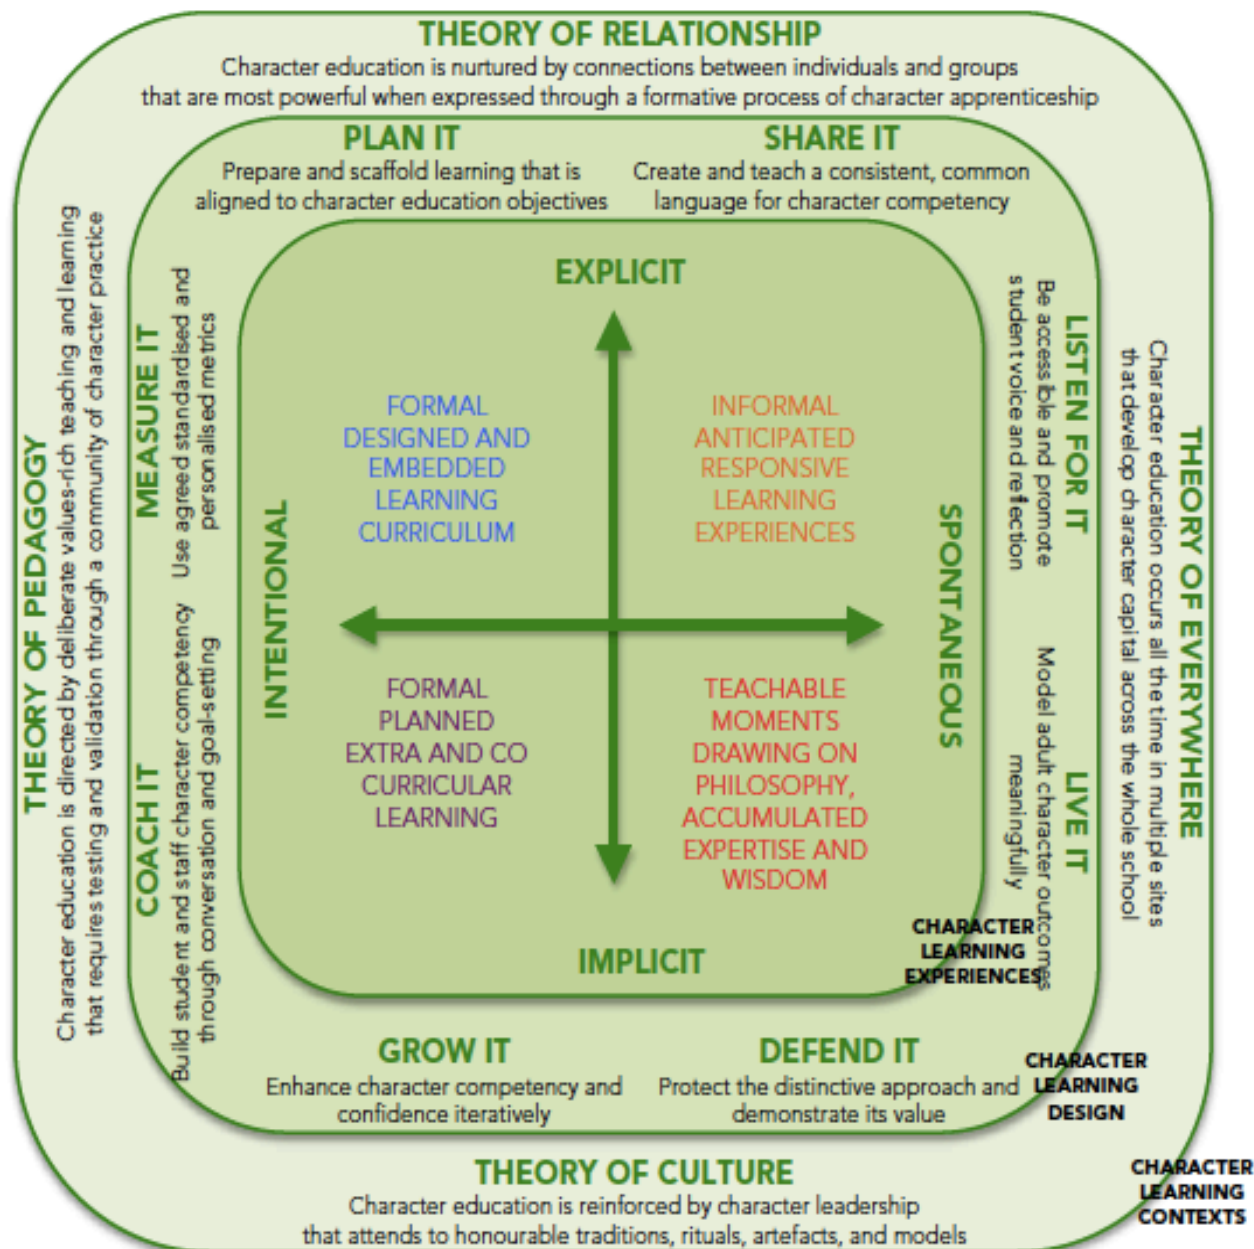 THEORY OF RELATIONSHIP
Character education is nurtured by connections between individuals and groups
that are most powerful when expressed through a formative process of character apprenticeship
PLAN IT
Prepare and scaffold learning that is
aligned to character education objectives
SHARE IT
Create and teach a consistent, common
language for character competency
THEORY OF PEDAGOGY
Character education is directed by deliberate values-rich teaching and learning
that requires testing and validation through a community of character practice
MEASURE IT
Use agreed standardised and
personalised metrics
COACH IT
Build student and staff character competency
through conversation and goal-setting
EXPLICIT
INTENTIONAL
FORMAL
DESIGNED AND
EMBEDDED
LEARNING
CURRICULUM
INFORMAL
ANTICIPATED
RESPONSIVE
LEARNING
EXPERIENCES
FORMAL
PLANNED
EXTRA AND CO
CURRICULAR
LEARNING
TEACHABLE
MOMENTS
DRAWING ON
PHILOSOPHY,
ACCUMULATED
EXPERTISE AND
WISDOM
SPONTANEOUS
IMPLICIT
LISTEN FOR IT
Be accessible and promote
student voice and reflection
LIVE IT
Model adult character outcomes
meaningfully
THEORY OF EVERYWHERE
Character education occurs all the time in multiple sites
that develop character capital across the whole school
CHARACTER
LEARNING
EXPERIENCES
GROW IT
Enhance character competency and
confidence iteratively
DEFEND IT
Protect the distinctive approach and
demonstrate its value
CHARACTER
LEARNING
DESIGN
THEORY OF CULTURE
Character education is reinforced by character leadership
that attends to honourable traditions, rituals, artefacts, and models
CHARACTER
LEARNING
CONTEXTS